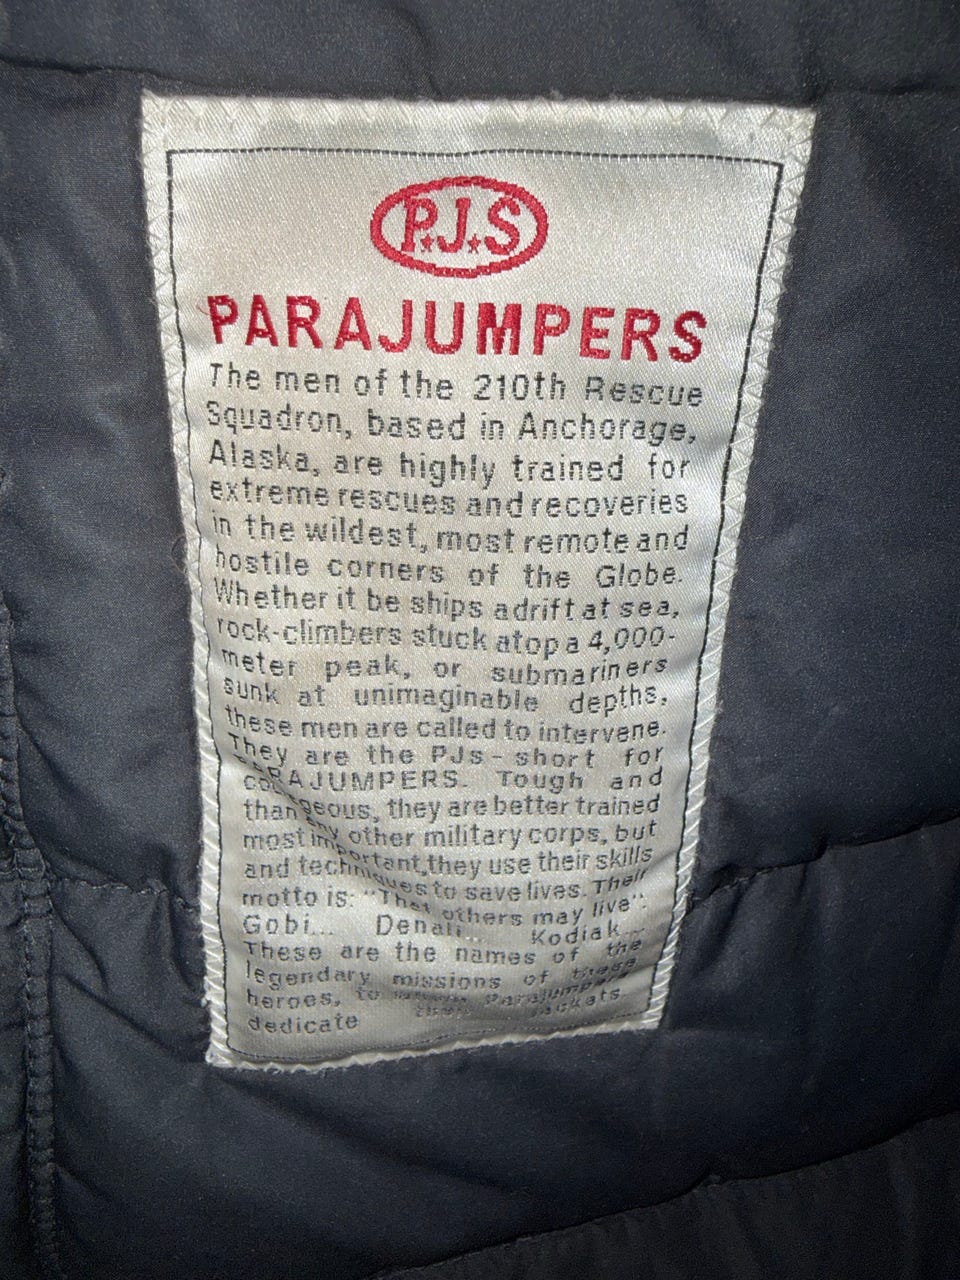 P.J.S
PARAJUMPERS
The men of the 210th Rescue
Squadron, based in Anchorage,
Alaska, are highly trained for
extreme rescues and recoveries
in the wildest, most remote and
hostile corners of the Globe.
Whether it be ships adrift at sea,
rock-climbers stuck atop a 4,000-
meter peak, or submariners
sunk at unimaginable depths,
these men are called to intervene.
They are the PJs - short for
PARAJUMPERS. Tough and
courageous, they are better trained
than any other military corps, but
most important, they use their skills
and techniques to save lives. Their
motto is: "That others may live".
Gobi... Denali... Kodiak...
These are the names of the
legendary missions of these
heroes, to Parajumpers
dedicate their jackets.